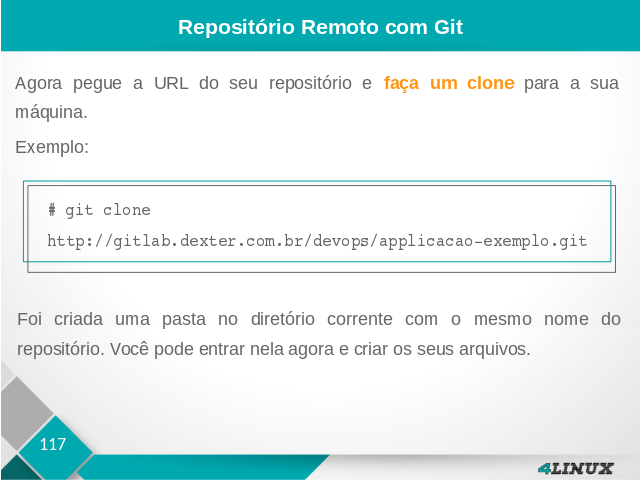 Repositório Remoto com Git
Agora pegue a URL do seu repositório e faça um clone para a sua
máquina.
Exemplo:
# git clone
http://gitlab.dexter.com.br/devops/applicacao-exemplo.git
Foi criada uma pasta no diretório corrente com o mesmo nome do
repositório. Você pode entrar nela agora e criar os seus arquivos.
117
4LINUX